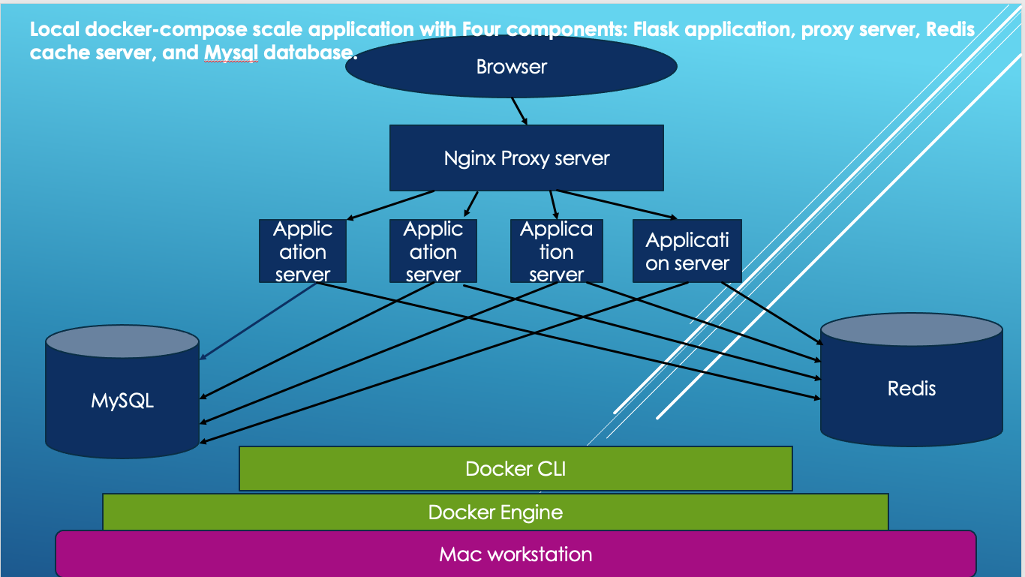 Local docker-compose scale application with Four components: Flask application, proxy server, Redis
cache server, and Mysql database.
Browser
Nginx Proxy server
Applic
ation
server
Applic
ation
server
Applica
tion
server
Applicati
on server
MySQL
Redis
Docker CLI
Docker Engine
Mac workstation